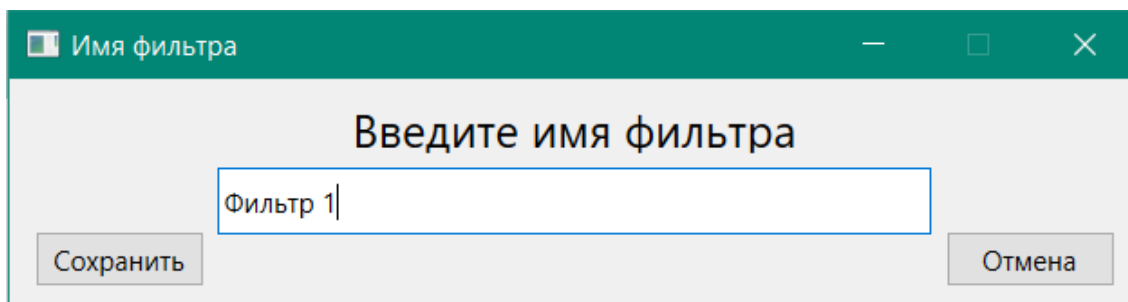 Имя фильтра
Введите имя фильтра
Фильтр 1
Сохранить
Отмена